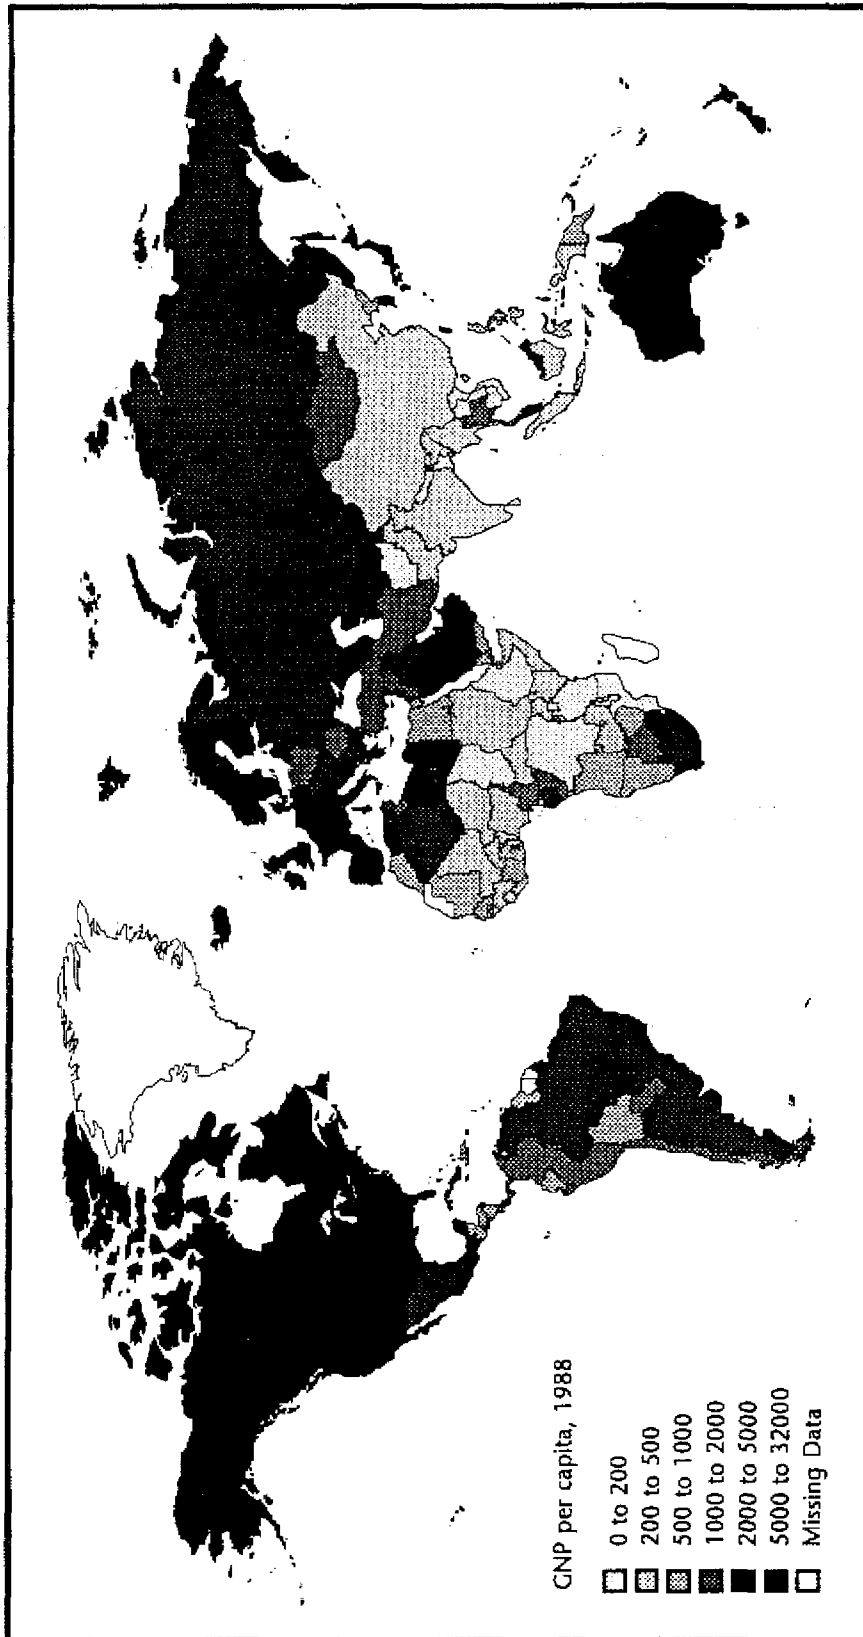 GNP per capita, 1988
0 to 200
200 to 500
500 to 1000
1000 to 2000
2000 to 5000
5000 to 32000
Missing Data